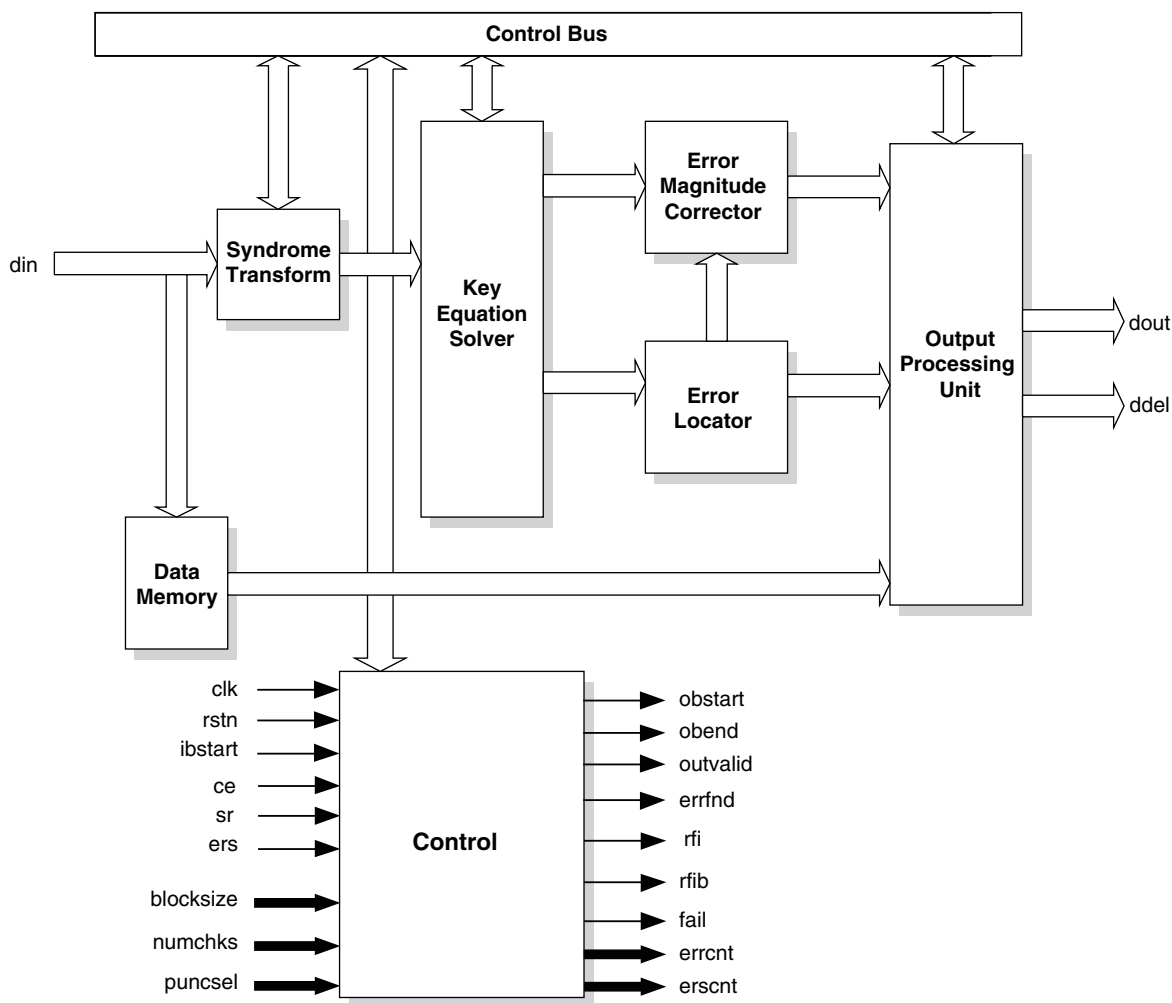 Control Bus
Error
Magnitude
Corrector
Syndrome
Transform
din
Key
Equation
Solver
Output
Processing
Unit
dout
ddel
Error
Locator
Data
Memory
clk
rstn
ibstart
ce
sr
ers
blocksize
numchks
puncsel
Control
obstart
obend
outvalid
errfnd
rfi
rfib
fail
errcnt
erscnt